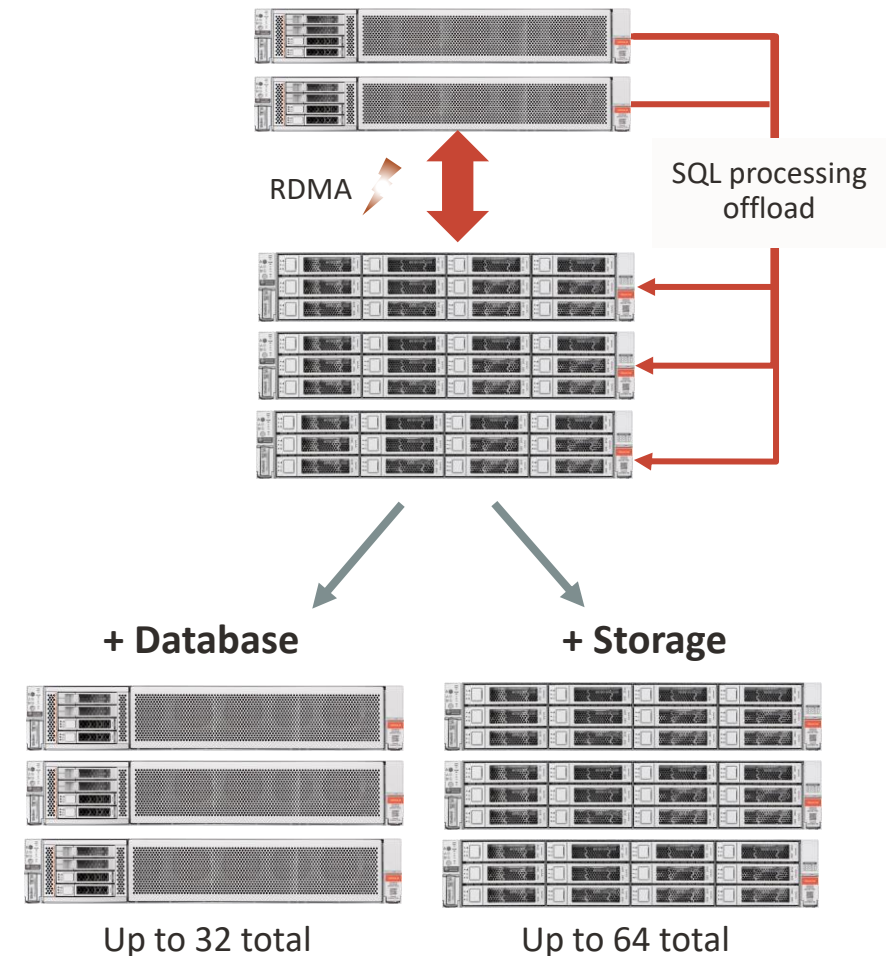 RDMA
SQL processing
offload
+ Database
+ Storage
Up to 32 total
Up to 64 total